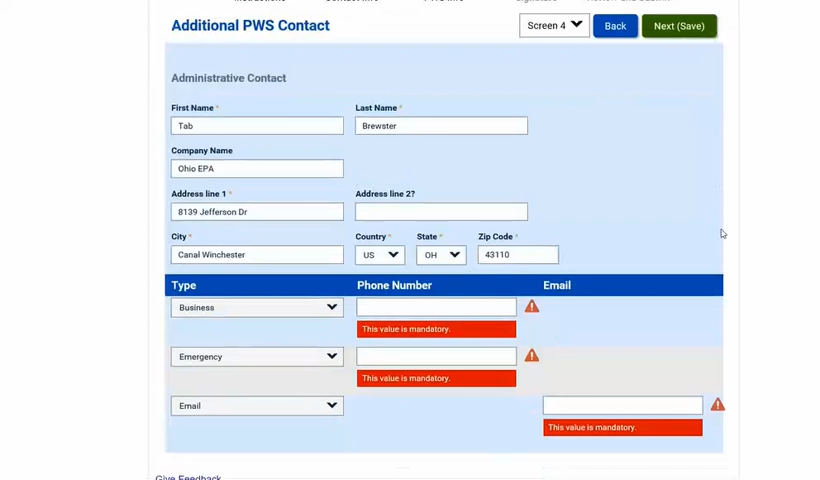 Additional PWS Contact
Screen 4 Back Next (Save)
Administrative Contact
First Name * Last Name *
Tab Brewster
Company Name
Ohio EPA
Address line 1 * Address line 2?
8139 Jefferson Dr
City * Country * State * Zip Code *
Canal Winchester US OH 43110
Type Phone Number Email
Business
This value is mandatory.
Emergency
This value is mandatory.
Email
This value is mandatory.
Give Feedback